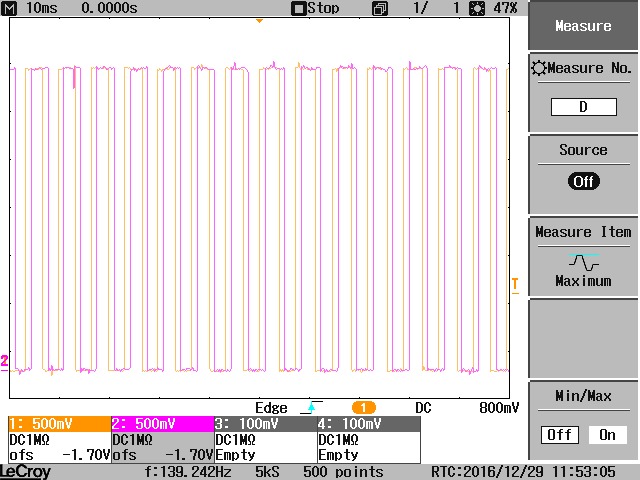 M 10ms 0.0000s Stop 1/ 1 47%
Measure
Measure No.
D
Source
Off
Measure Item
Maximum
T
2
Edge 1 DC 800mV
Min/Max
Off On
1: 500mV 2: 500mV 3: 100mV 4: 100mV
DC1MΩ DC1MΩ DC1MΩ DC1MΩ
ofs -1.70V ofs -1.70V Empty Empty
LeCroy f:139.242Hz 5kS 500 points RTC:2016/12/29 11:53:05